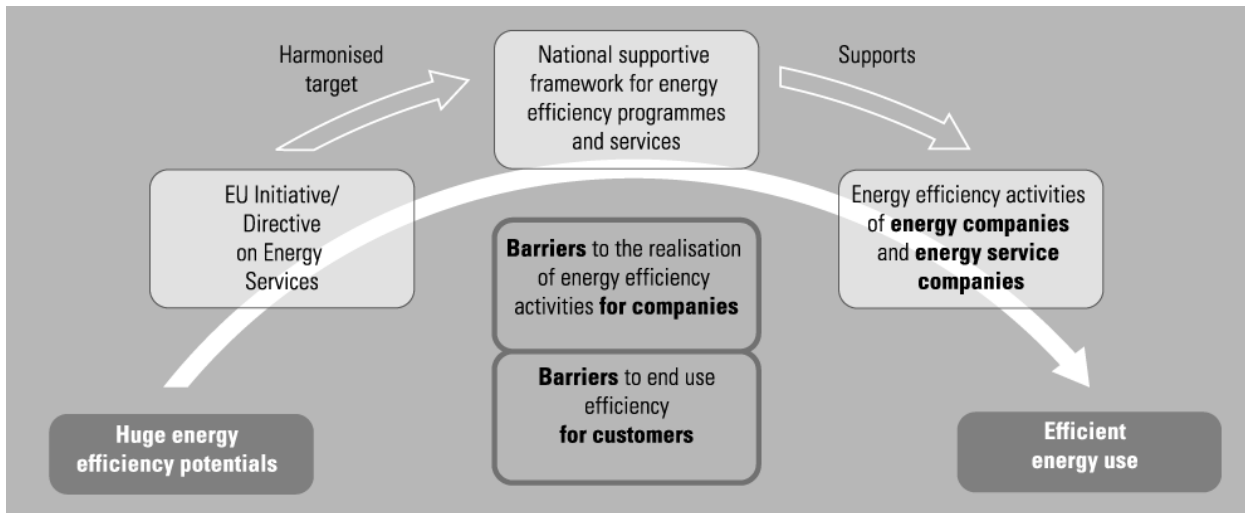 Harmonised
target
National supportive
framework for energy
efficiency programmes
and services
Supports
EU Initiative/
Directive
on Energy
Services
Energy efficiency activities
of energy companies
and energy service
companies
Barriers to the realisation
of energy efficiency
activities for companies
Barriers to end use
efficiency
for customers
Huge energy
efficiency potentials
Efficient
energy use